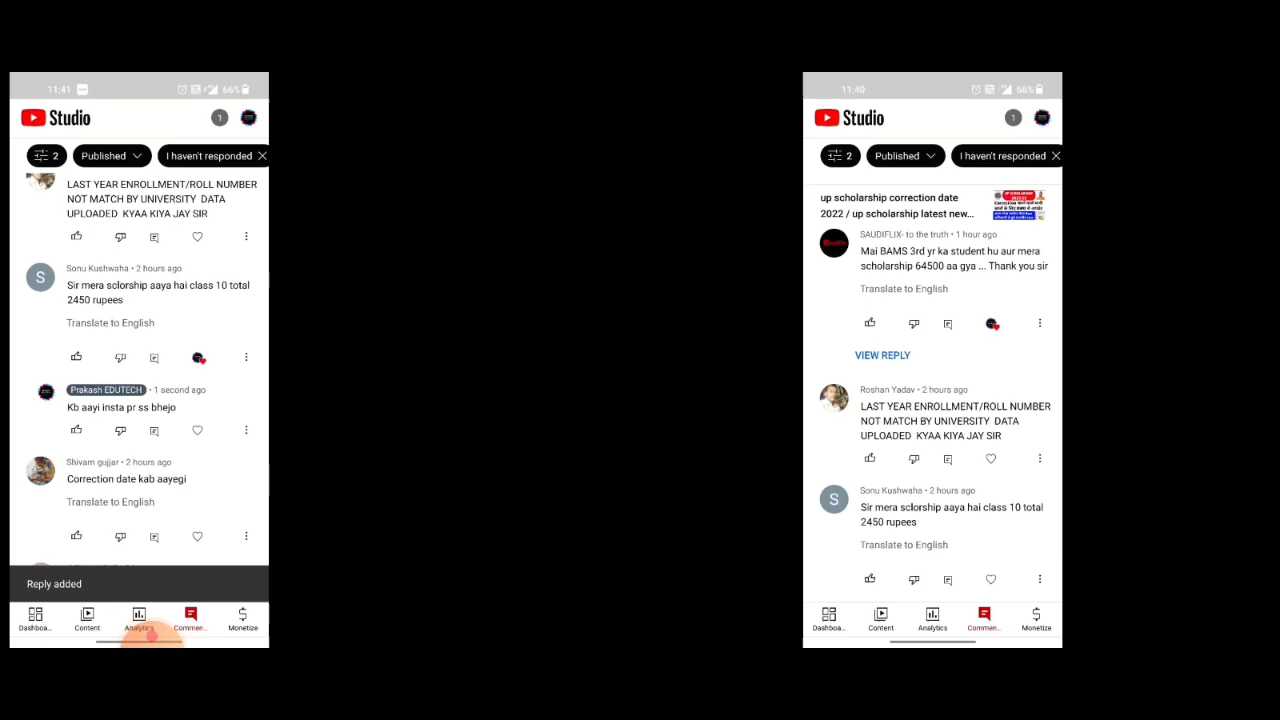 11:41
66%
Studio
1
2
Published
I haven't responded
LAST YEAR ENROLLMENT/ROLL NUMBER
NOT MATCH BY UNIVERSITY DATA
UPLOADED KYAA KIYA JAY SIR
Sonu Kushwaha • 2 hours ago
S
Sir mera sclorship aaya hai class 10 total
2450 rupees
Translate to English
Prakash EDUTECH • 1 second ago
Kb aayi insta pr ss bhejo
Shivam gujjar • 2 hours ago
Correction date kab aayegi
Translate to English
Reply added
Dashboa...
Content
Analytics
Commen...
Monetize
11:40
66%
Studio
1
2
Published
I haven't responded
up scholarship correction date
2022 / up scholarship latest new...
UP SCHOLARSHIP
2022-23
SAUDIFLIX- to the truth • 1 hour ago
Mai BAMS 3rd yr ka student hu aur mera
scholarship 64500 aa gya ... Thank you sir
Translate to English
VIEW REPLY
Roshan Yadav • 2 hours ago
LAST YEAR ENROLLMENT/ROLL NUMBER
NOT MATCH BY UNIVERSITY DATA
UPLOADED KYAA KIYA JAY SIR
Sonu Kushwaha • 2 hours ago
S
Sir mera sclorship aaya hai class 10 total
2450 rupees
Translate to English
Dashboa...
Content
Analytics
Commen...
Monetize